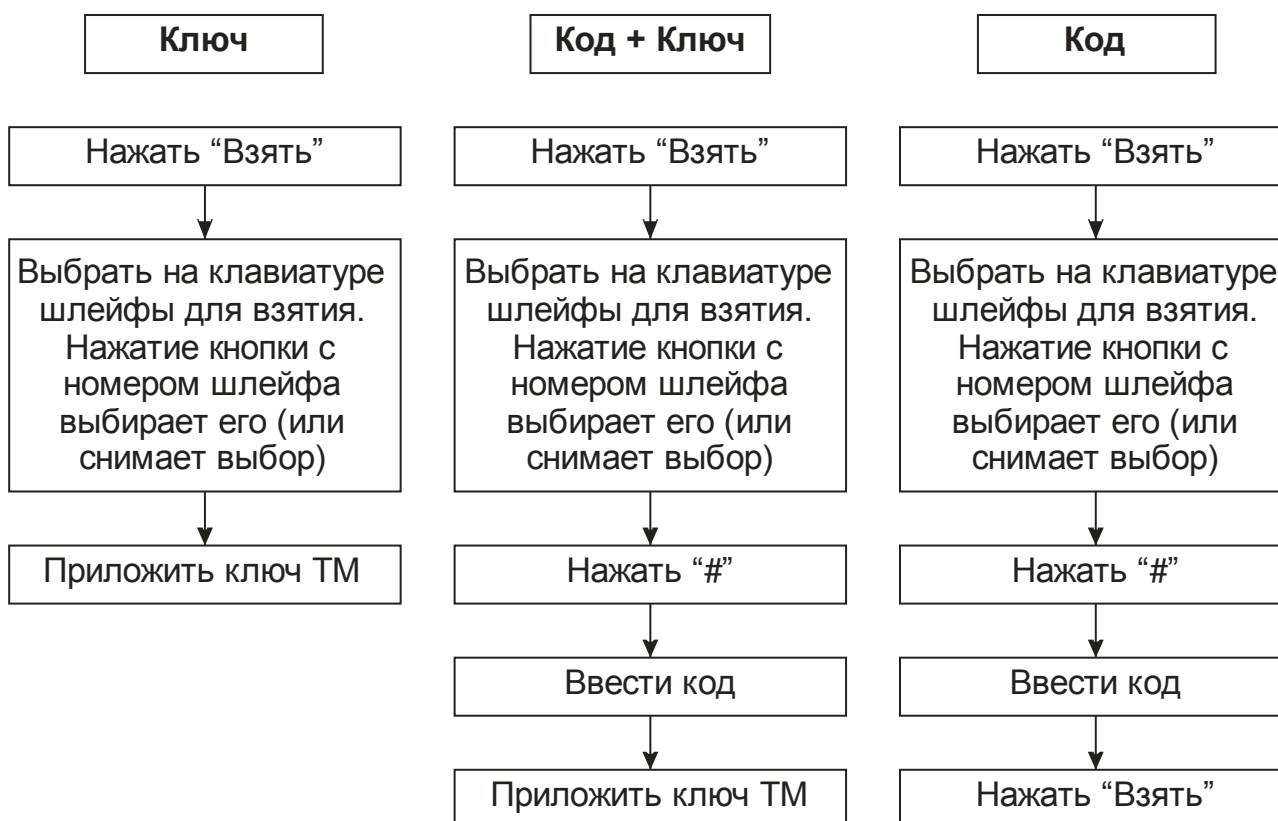 Ключ
Нажать “Взять”
Выбрать на клавиатуре
шлейфы для взятия.
Нажатие кнопки с
номером шлейфа
выбирает его (или
снимает выбор)
Приложить ключ ТМ
Код + Ключ
Нажать “Взять”
Выбрать на клавиатуре
шлейфы для взятия.
Нажатие кнопки с
номером шлейфа
выбирает его (или
снимает выбор)
Нажать “#”
Ввести код
Приложить ключ ТМ
Код
Нажать “Взять”
Выбрать на клавиатуре
шлейфы для взятия.
Нажатие кнопки с
номером шлейфа
выбирает его (или
снимает выбор)
Нажать “#”
Ввести код
Нажать “Взять”